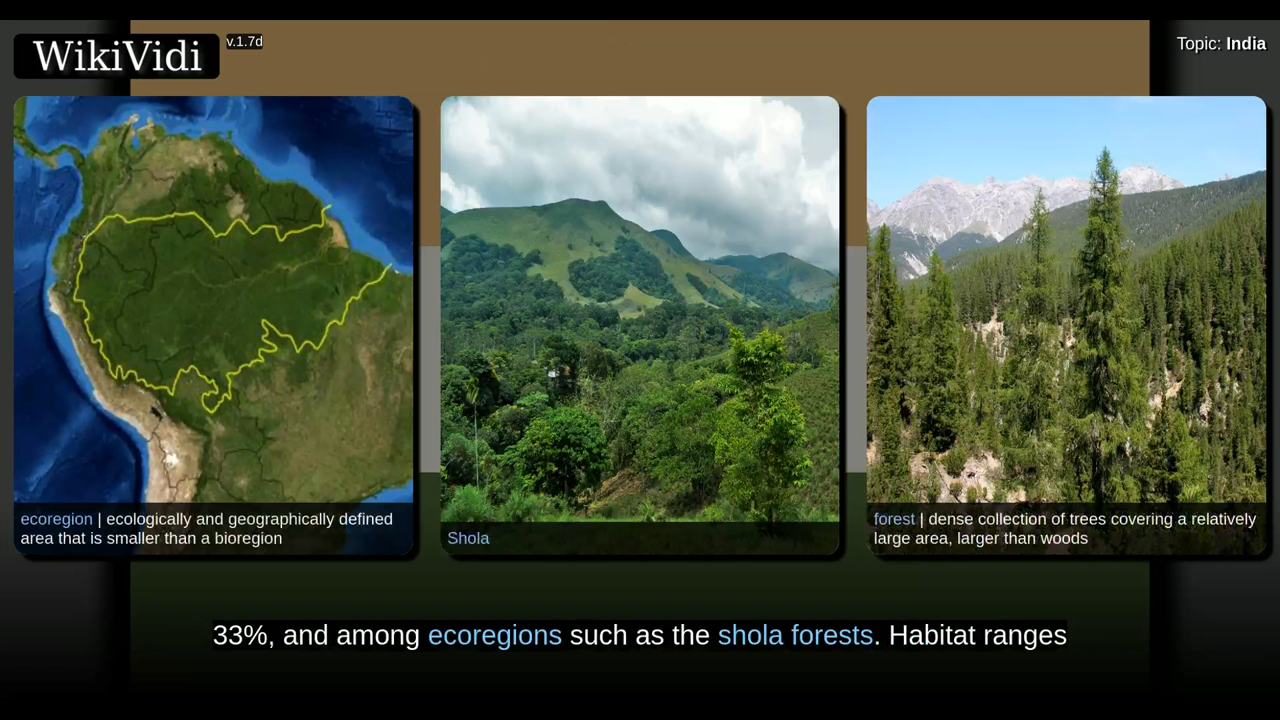 WikiVidi
v.1.7d
Topic: India
ecoregion | ecologically and geographically defined
area that is smaller than a bioregion
Shola
forest | dense collection of trees covering a relatively
large area, larger than woods
33%, and among ecoregions such as the shola forests. Habitat ranges